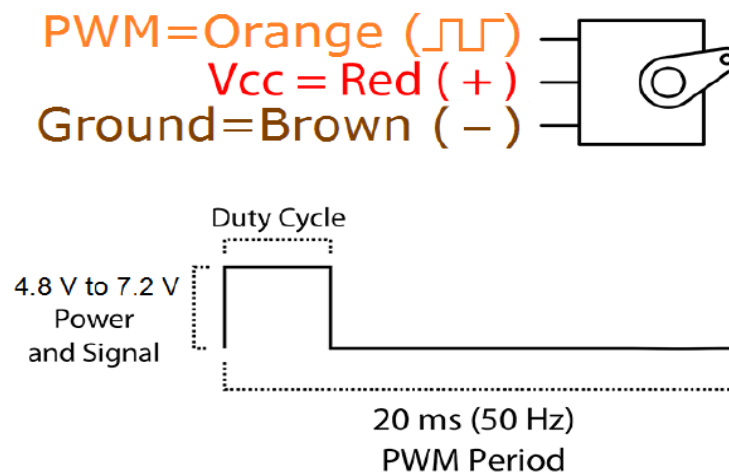 PWM=Orange (⎍⎍)
Vcc = Red ( + )
Ground=Brown ( − )
Duty Cycle
4.8 V to 7.2 V
Power
and Signal
20 ms (50 Hz)
PWM Period